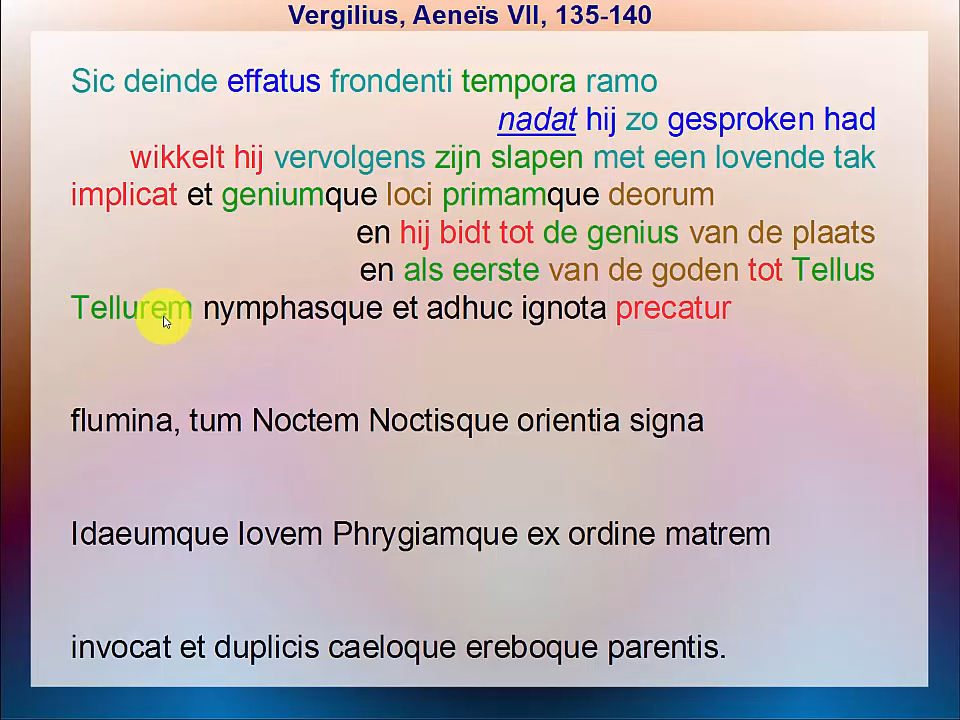 Vergilius, Aeneïs VII, 135-140
Sic deinde effatus frondenti tempora ramo
nadat hij zo gesproken had
wikkelt hij vervolgens zijn slapen met een lovende tak
implicat et geniumque loci primamque deorum
en hij bidt tot de genius van de plaats
en als eerste van de goden tot Tellus
Tellurem nymphasque et adhuc ignota precatur
flumina, tum Noctem Noctisque orientia signa
Idaeumque Iovem Phrygiamque ex ordine matrem
invocat et duplicis caeloque ereboque parentis.